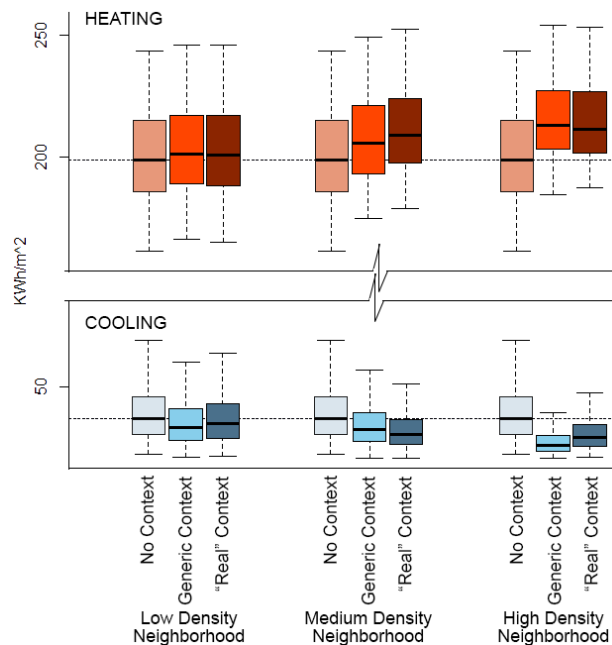 HEATING
250
200
KWh/m^2
COOLING
50
No Context
Generic Context
“Real” Context
No Context
Generic Context
“Real” Context
No Context
Generic Context
“Real” Context
Low Density
Neighborhood
Medium Density
Neighborhood
High Density
Neighborhood